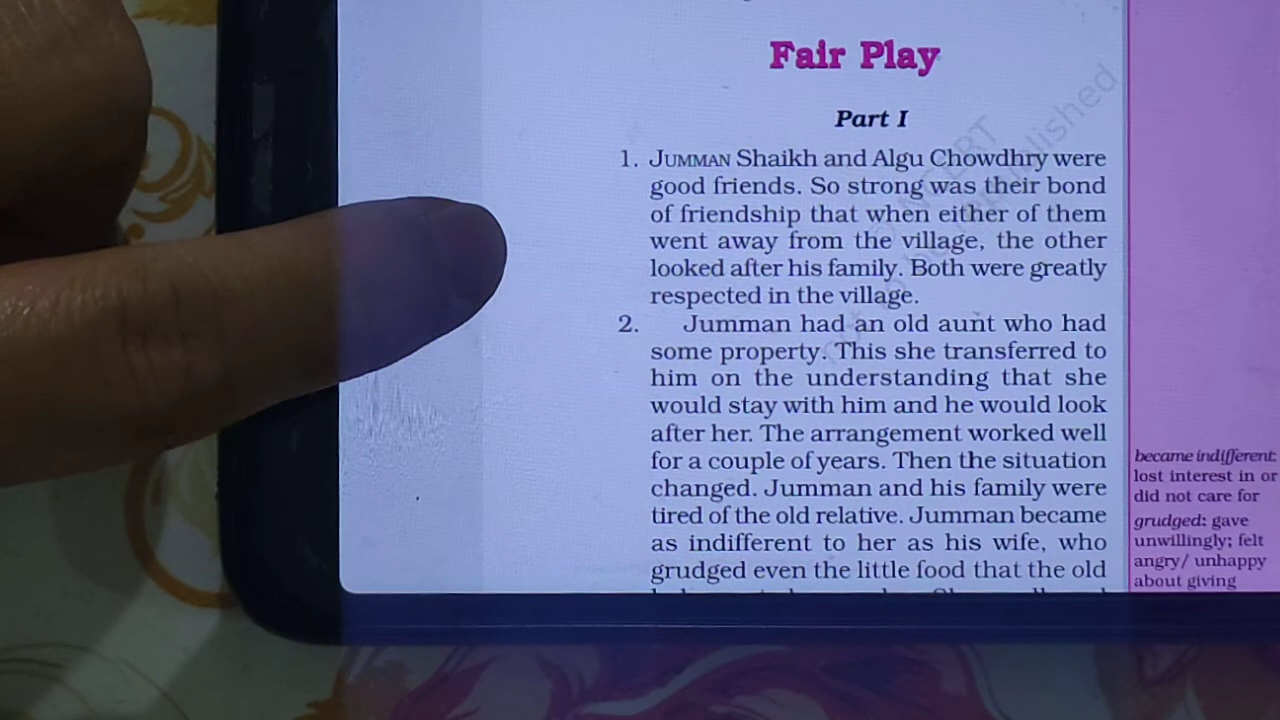 Fair Play
Part I
1. JUMMAN Shaikh and Algu Chowdhry were
good friends. So strong was their bond
of friendship that when either of them
went away from the village, the other
looked after his family. Both were greatly
respected in the village.
2. Jumman had an old aunt who had
some property. This she transferred to
him on the understanding that she
would stay with him and he would look
after her. The arrangement worked well
for a couple of years. Then the situation
changed. Jumman and his family were
tired of the old relative. Jumman became
as indifferent to her as his wife, who
grudged even the little food that the old
became indifferent:
lost interest in or
did not care for
grudged: gave
unwillingly; felt
angry/ unhappy
about giving